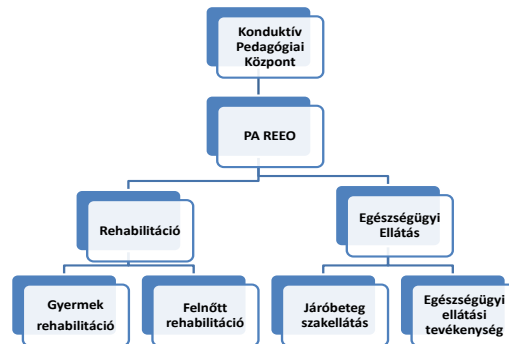 Konduktív
Pedagógiai
Központ
PA REEO
Rehabilitáció
Egészségügyi
Ellátás
Gyermek
rehabilitáció
Felnőtt
rehabilitáció
Járóbeteg
szakellátás
Egészségügyi
ellátási
tevékenység